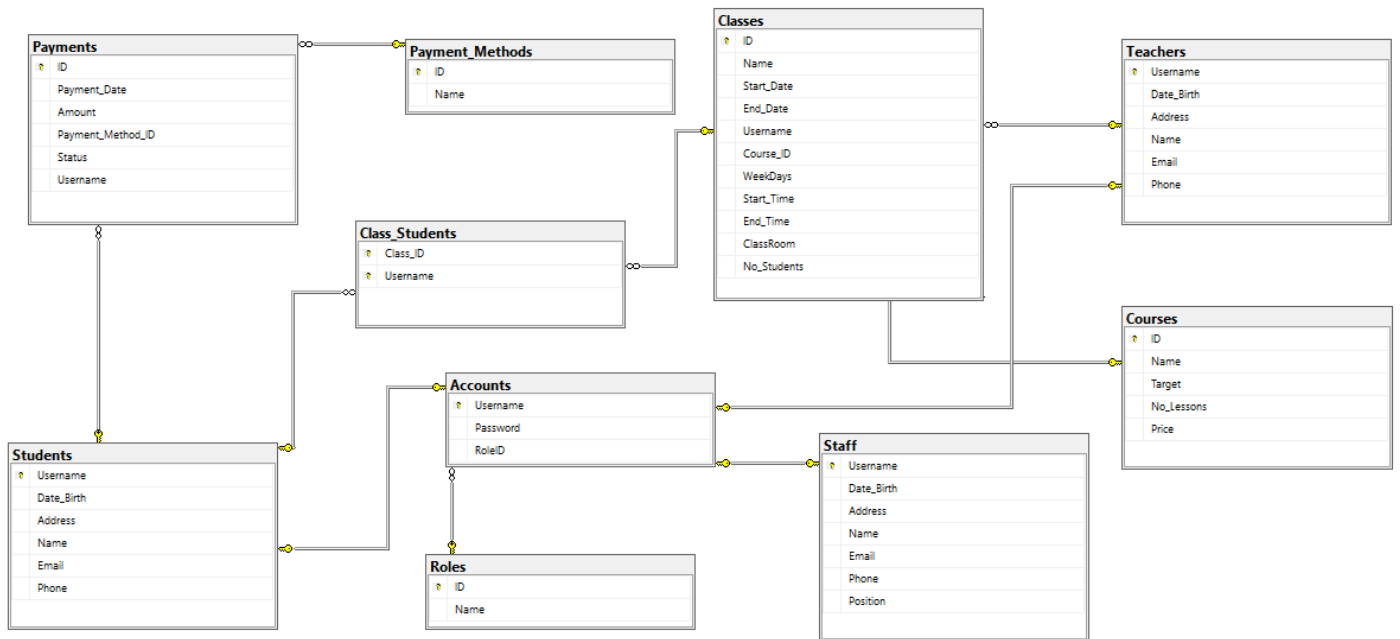 Payments
ID
Payment_Date
Amount
Payment_Method_ID
Status
Username
Payment_Methods
ID
Name
Classes
ID
Name
Start_Date
End_Date
Username
Course_ID
WeekDays
Start_Time
End_Time
ClassRoom
No_Students
Teachers
Username
Date_Birth
Address
Name
Email
Phone
Class_Students
Class_ID
Username
Courses
ID
Name
Target
No_Lessons
Price
Accounts
Username
Password
RoleID
Students
Username
Date_Birth
Address
Name
Email
Phone
Staff
Username
Date_Birth
Address
Name
Email
Phone
Position
Roles
ID
Name